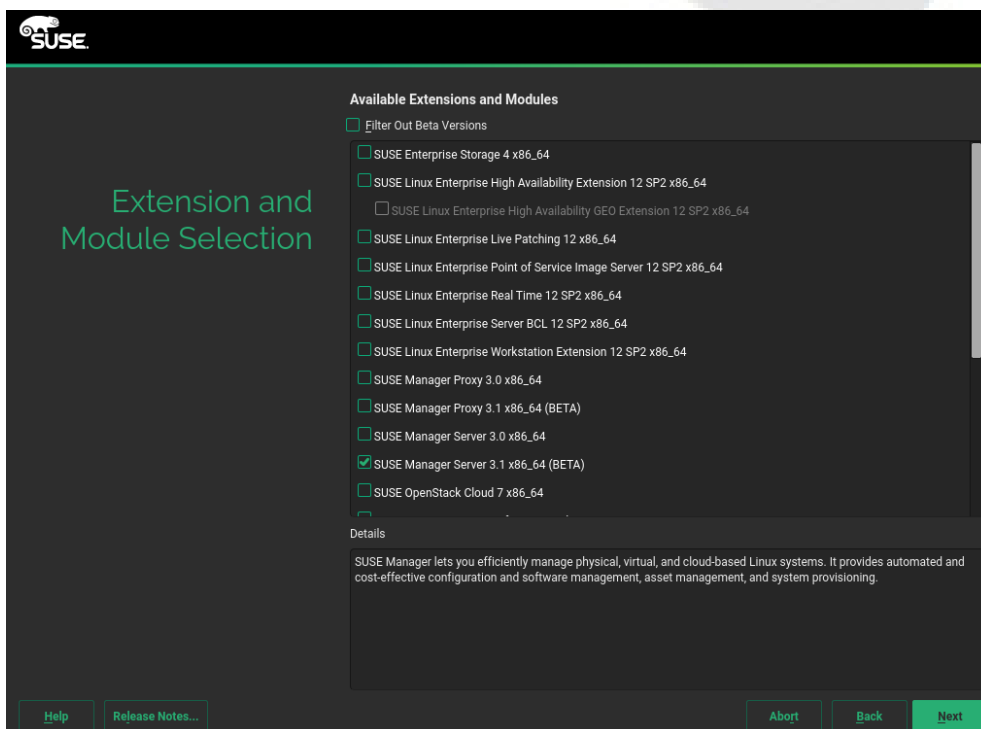 SUSE.
Extension and
Module Selection
Available Extensions and Modules
Filter Out Beta Versions
SUSE Enterprise Storage 4 x86_64
SUSE Linux Enterprise High Availability Extension 12 SP2 x86_64
SUSE Linux Enterprise High Availability GEO Extension 12 SP2 x86_64
SUSE Linux Enterprise Live Patching 12 x86_64
SUSE Linux Enterprise Point of Service Image Server 12 SP2 x86_64
SUSE Linux Enterprise Real Time 12 SP2 x86_64
SUSE Linux Enterprise Server BCL 12 SP2 x86_64
SUSE Linux Enterprise Workstation Extension 12 SP2 x86_64
SUSE Manager Proxy 3.0 x86_64
SUSE Manager Proxy 3.1 x86_64 (BETA)
SUSE Manager Server 3.0 x86_64
SUSE Manager Server 3.1 x86_64 (BETA)
SUSE OpenStack Cloud 7 x86_64
Details
SUSE Manager lets you efficiently manage physical, virtual, and cloud-based Linux systems. It provides automated and
cost-effective configuration and software management, asset management, and system provisioning.
Help
Release Notes...
Abort
Back
Next